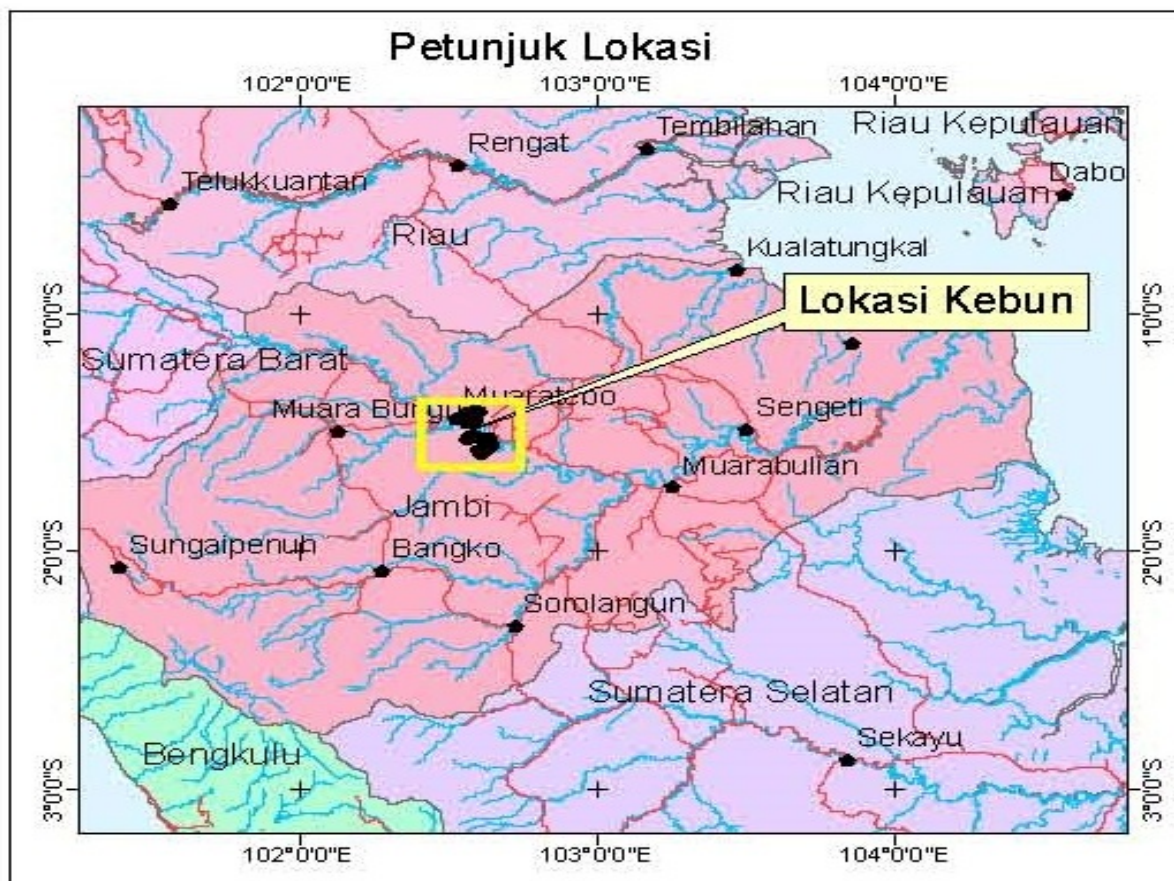 Petunjuk Lokasi
102°0'0"E 103°0'0"E 104°0'0"E
Tembilahan
Riau Kepulauan
Rengat
Dabo
Telukkuantan
Riau Kepulauan
Riau
Kualatungkal
1°0'0"S
1°0'0"S
Lokasi Kebun
Sumatera Barat
Muaratebo
Muara Bungo
Sengeti
Muarabulian
Jambi
Sungaipenuh
Bangko
2°0'0"S
2°0'0"S
Sorolangun
Sumatera Selatan
Sekayu
Bengkulu
3°0'0"S
3°0'0"S
102°0'0"E 103°0'0"E 104°0'0"E